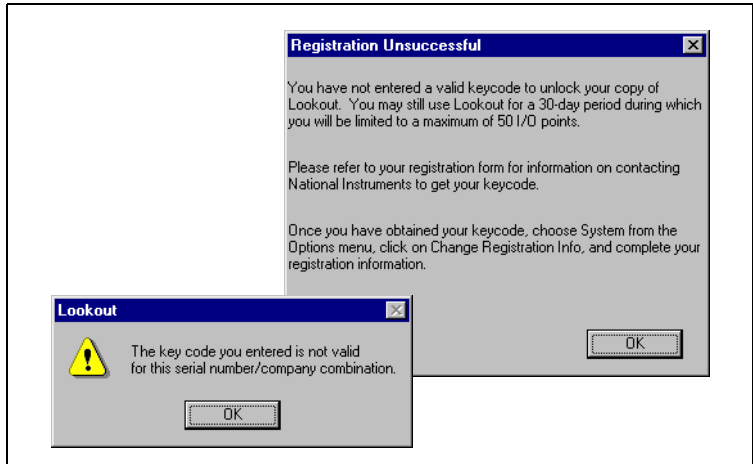 Registration Unsuccessful
You have not entered a valid keycode to unlock your copy of
Lookout. You may still use Lookout for a 30-day period during which
you will be limited to a maximum of 50 I/O points.
Please refer to your registration form for information on contacting
National Instruments to get your keycode.
Once you have obtained your keycode, choose System from the
Options menu, click on Change Registration Info, and complete your
registration information.
OK
Lookout
The key code you entered is not valid
for this serial number/company combination.
OK